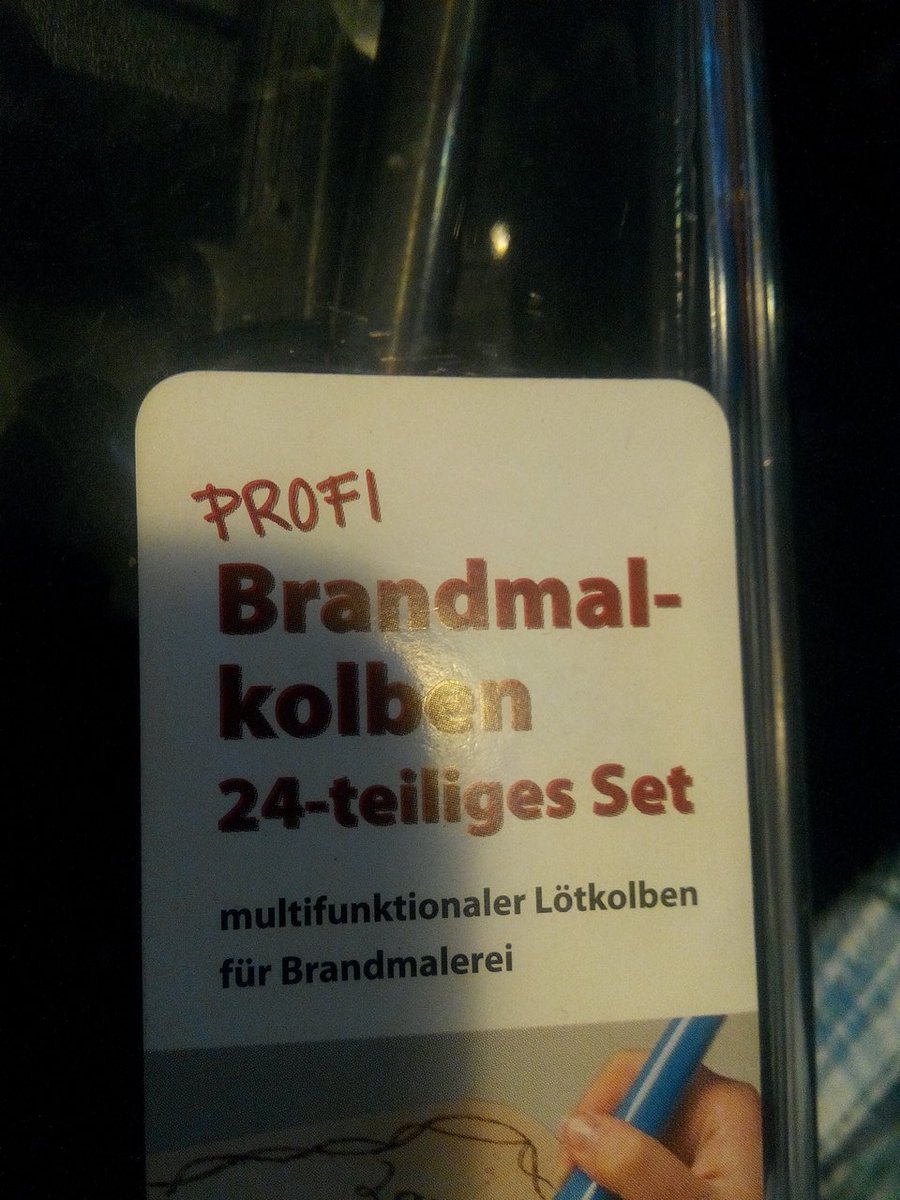 PROFI
Brandmal-
kolben
24-teiliges Set
multifunktionaler Lötkolben
für Brandmalerei